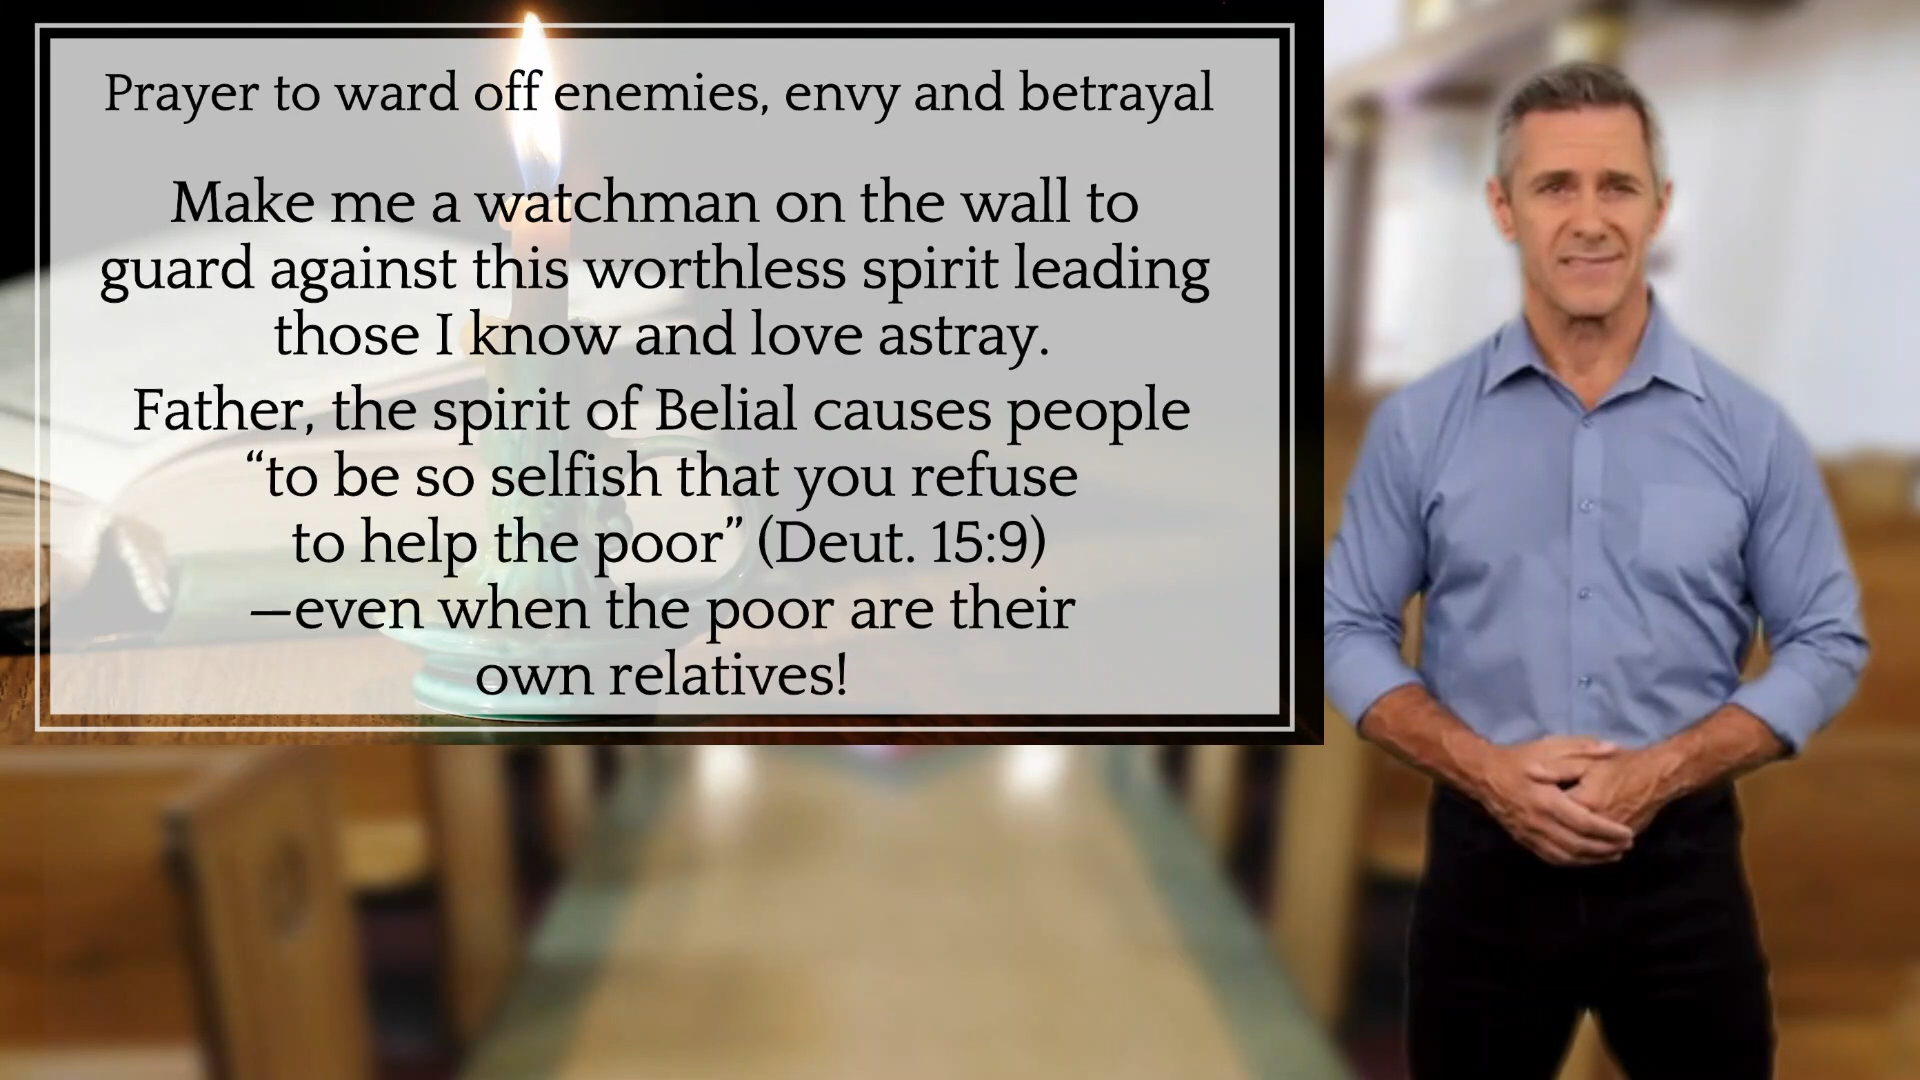 Prayer to ward off enemies, envy and betrayal
Make me a watchman on the wall to
guard against this worthless spirit leading
those I know and love astray.
Father, the spirit of Belial causes people
“to be so selfish that you refuse
to help the poor” (Deut. 15:9)
—even when the poor are their
own relatives!